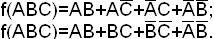 f(ABC)=AB+AC̅+A̅C+A̅B̅;
f(ABC)=AB+BC+B̅C̅+A̅B̅.